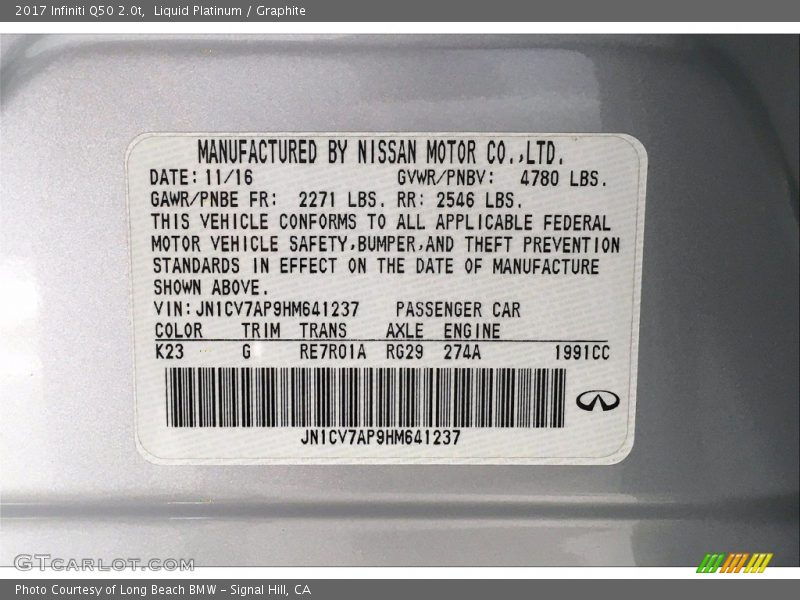 2017 Infiniti Q50 2.0t, Liquid Platinum / Graphite
MANUFACTURED BY NISSAN MOTOR CO.,LTD.
DATE: 11/16 GVWR/PNBV: 4780 LBS.
GAWR/PNBE FR: 2271 LBS. RR: 2546 LBS.
THIS VEHICLE CONFORMS TO ALL APPLICABLE FEDERAL
MOTOR VEHICLE SAFETY,BUMPER,AND THEFT PREVENTION
STANDARDS IN EFFECT ON THE DATE OF MANUFACTURE
SHOWN ABOVE.
VIN: JN1CV7AP9HM641237 PASSENGER CAR
COLOR TRIM TRANS AXLE ENGINE
K23 G RE7R01A RG29 274A 1991CC
JN1CV7AP9HM641237
GTCARLOT.COM
Photo Courtesy of Long Beach BMW - Signal Hill, CA